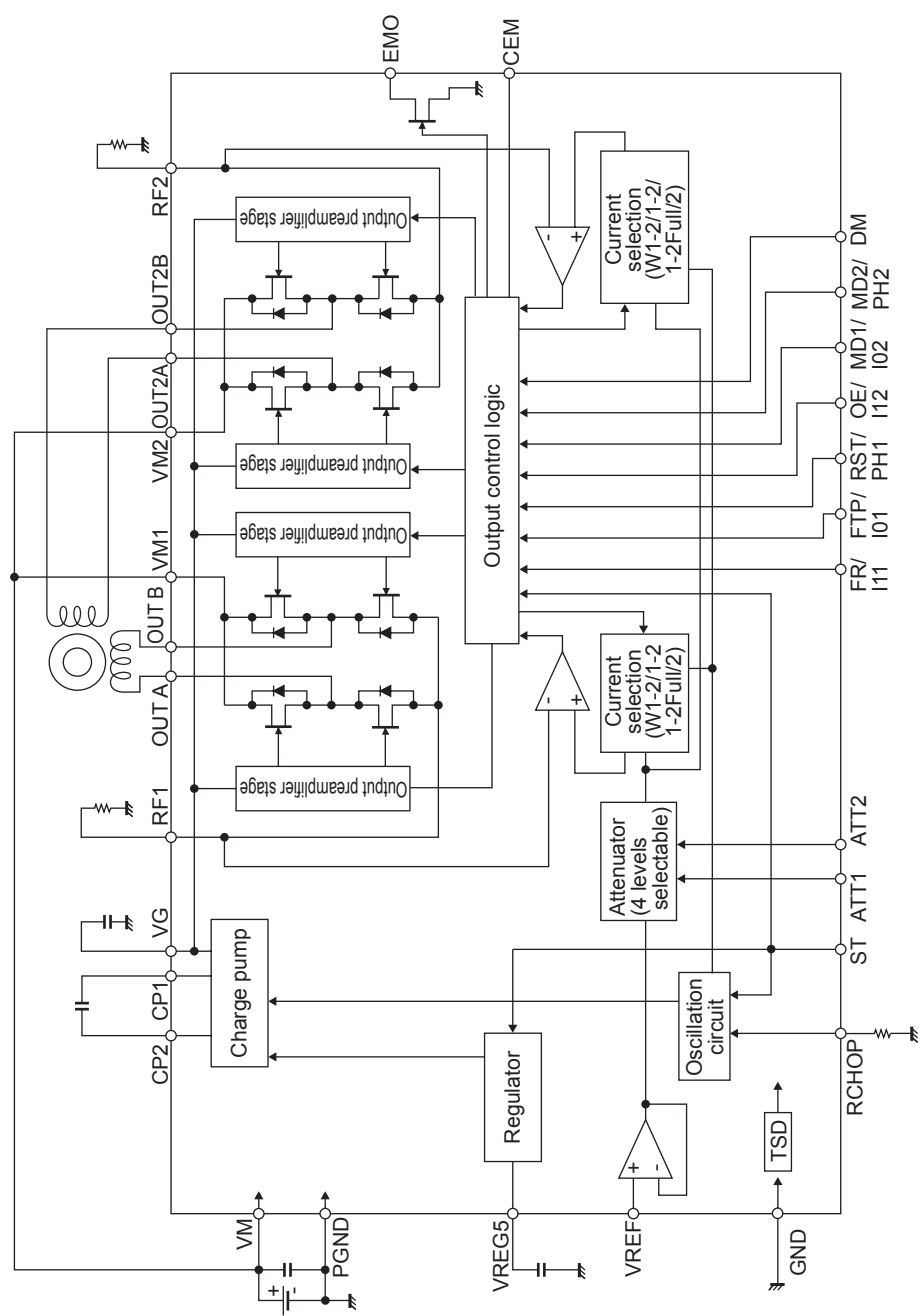 EMO
CEM
RF2
OUT2B
OUT2A
VM2
VM1
OUT B
OUT A
RF1
VG
CP1
CP2
Output preamplifier
stage
Output preamplifier
stage
Output preamplifier
stage
Output preamplifier
stage
Charge pump
Output control logic
-
+
Current
selection
(W1-2/1-2/
1-2Full/2)
-
+
Current
selection
(W1-2/1-2
1-2Full/2)
Attenuator
(4 levels
selectable)
Regulator
Oscillation
circuit
+
-
TSD
+
-
VM
PGND
VREG5
VREF
GND
DM
MD2/
PH2
MD1/
I02
OE/
I12
RST/
PH1
FTP/
I01
FR/
I11
ATT2
ATT1
ST
RCHOP